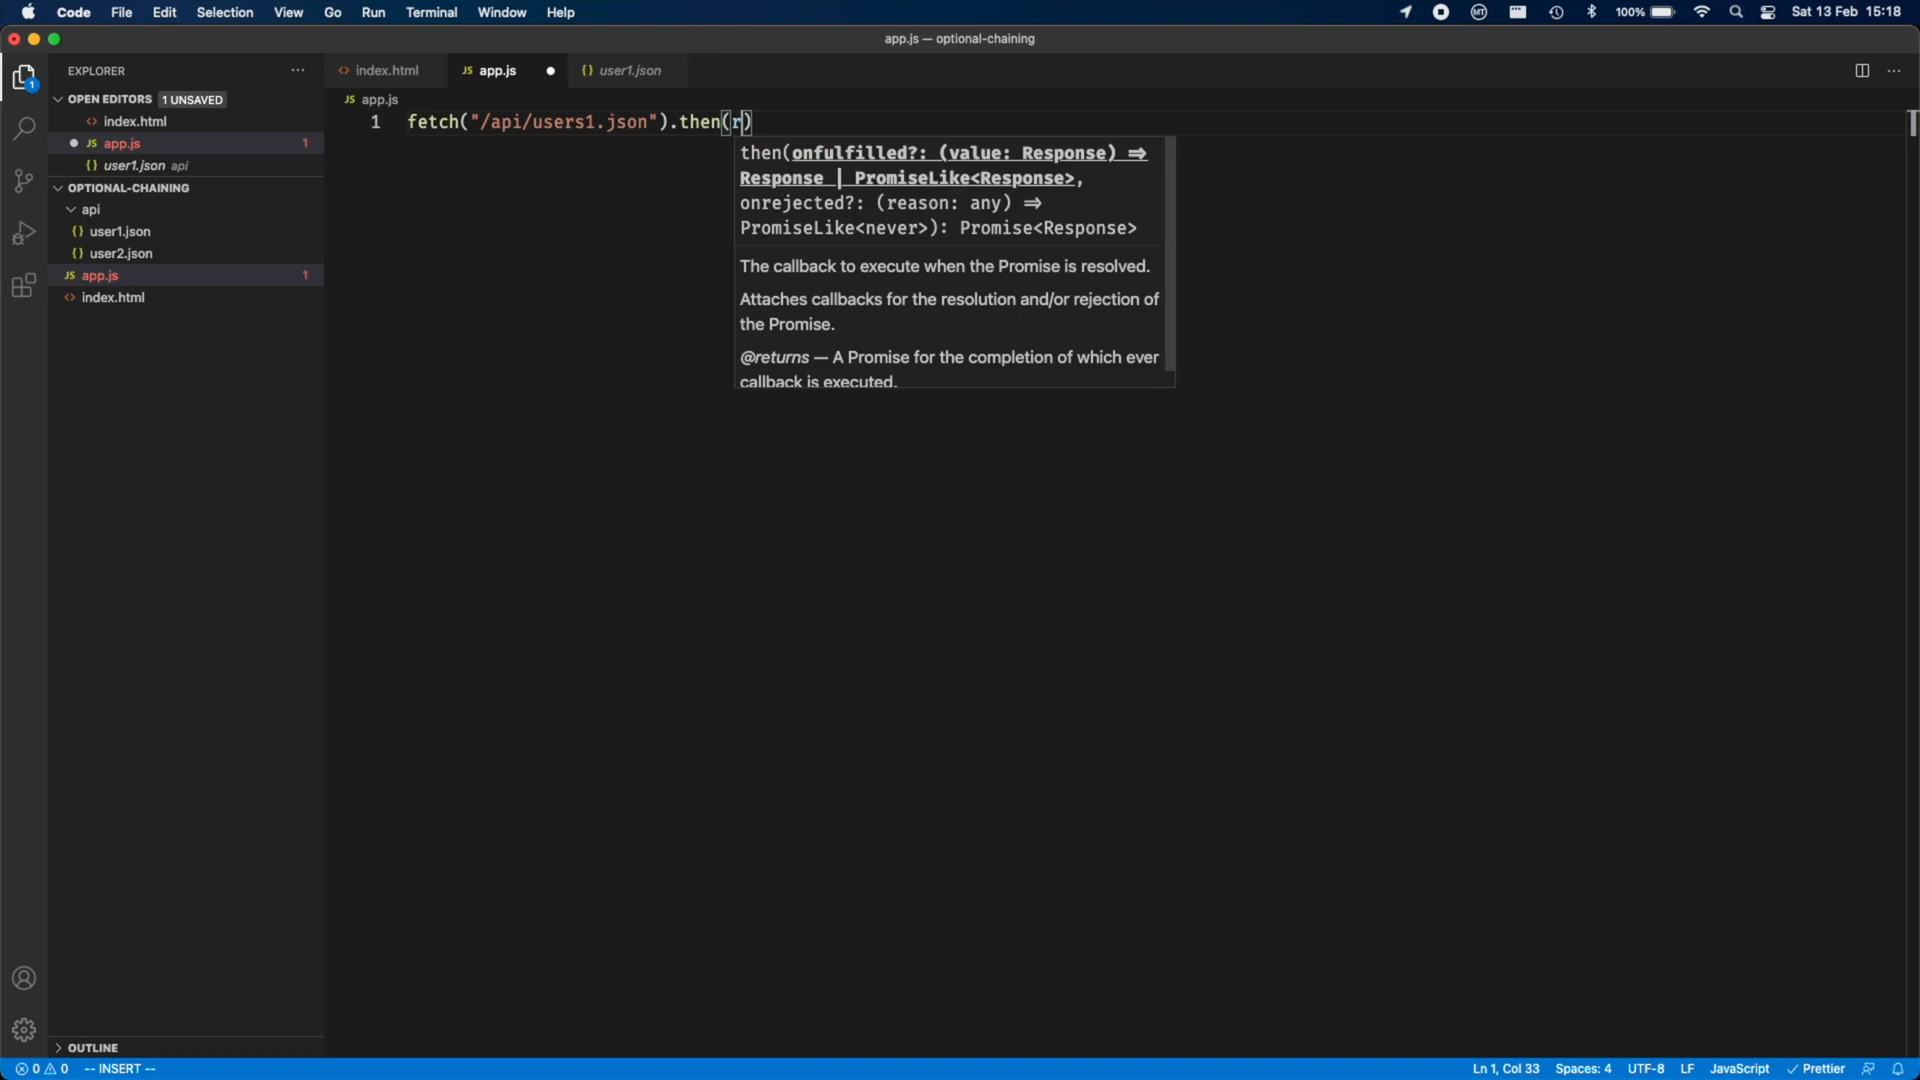 Code File Edit Selection View Go Run Terminal Window Help
MT 100% Sat 13 Feb 15:18
app.js — optional-chaining
EXPLORER ···
OPEN EDITORS 1 UNSAVED
<> index.html
JS app.js 1
{} user1.json api
OPTIONAL-CHAINING
api
{} user1.json
{} user2.json
JS app.js 1
<> index.html
OUTLINE
1
<> index.html
JS app.js
{} user1.json
···
JS app.js
1 fetch("/api/users1.json").then(r)
then(onfulfilled?: (value: Response) ⇒
Response | PromiseLike<Response>,
onrejected?: (reason: any) ⇒
PromiseLike<never>): Promise<Response>
The callback to execute when the Promise is resolved.
Attaches callbacks for the resolution and/or rejection of
the Promise.
@returns — A Promise for the completion of which ever
callback is executed.
0 0 -- INSERT --
Ln 1, Col 33 Spaces: 4 UTF-8 LF JavaScript ✓ Prettier